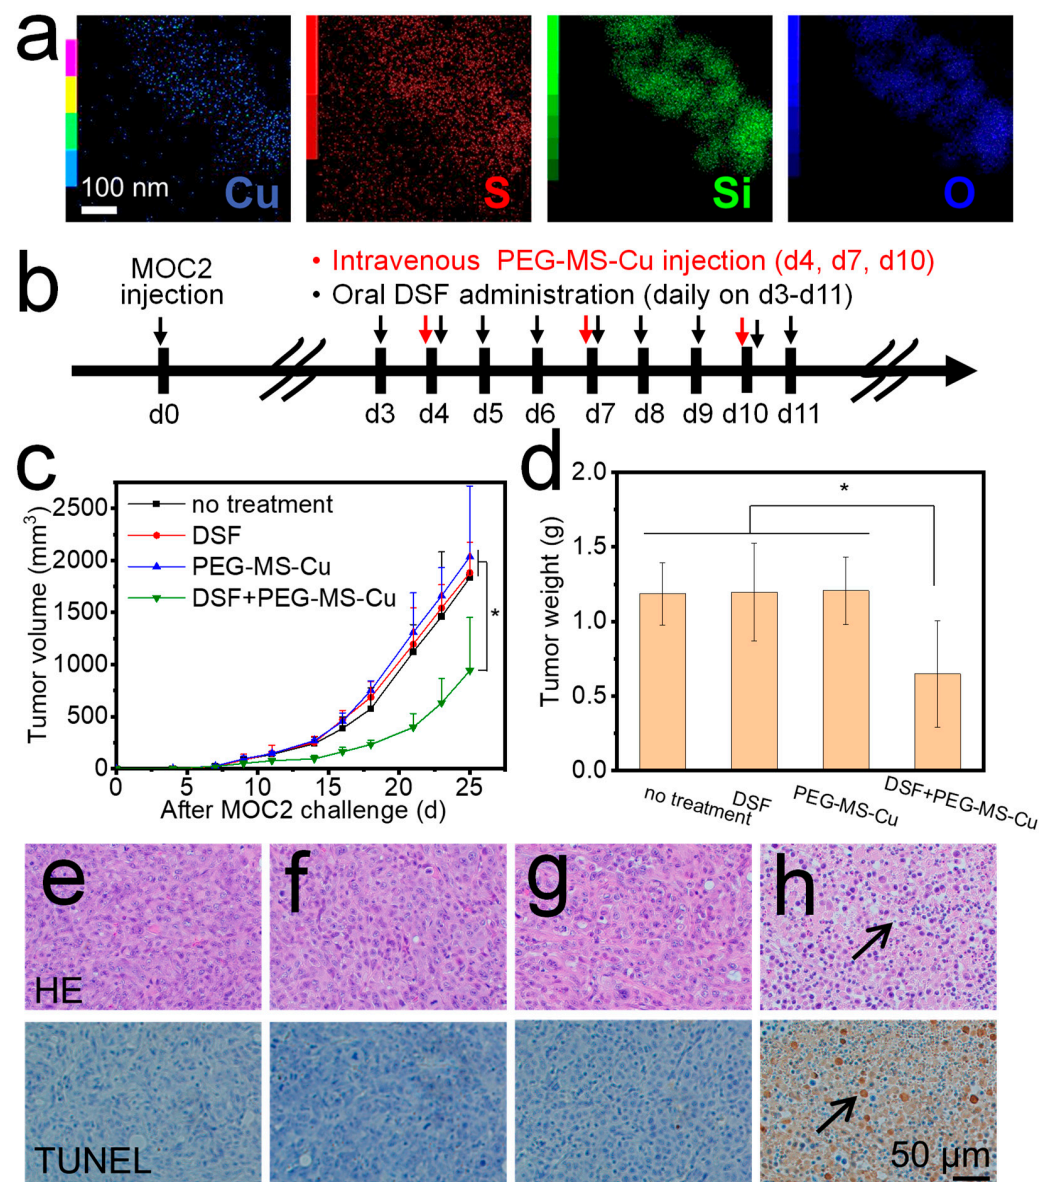 a
100 nm
Cu
S
Si
O
b
MOC2
injection
• Intravenous PEG-MS-Cu injection (d4, d7, d10)
• Oral DSF administration (daily on d3-d11)
d0
d3
d4
d5
d6
d7
d8
d9
d10
d11
c
Tumor volume (mm³)
2500
2000
1500
1000
500
0
no treatment
DSF
PEG-MS-Cu
DSF+PEG-MS-Cu
*
0
5
10
15
20
25
After MOC2 challenge (d)
d
Tumor weight (g)
2.0
1.5
1.0
0.5
0.0
*
no treatment
DSF
PEG-MS-Cu
DSF+PEG-MS-Cu
e
f
g
h
HE
TUNEL
50 µm